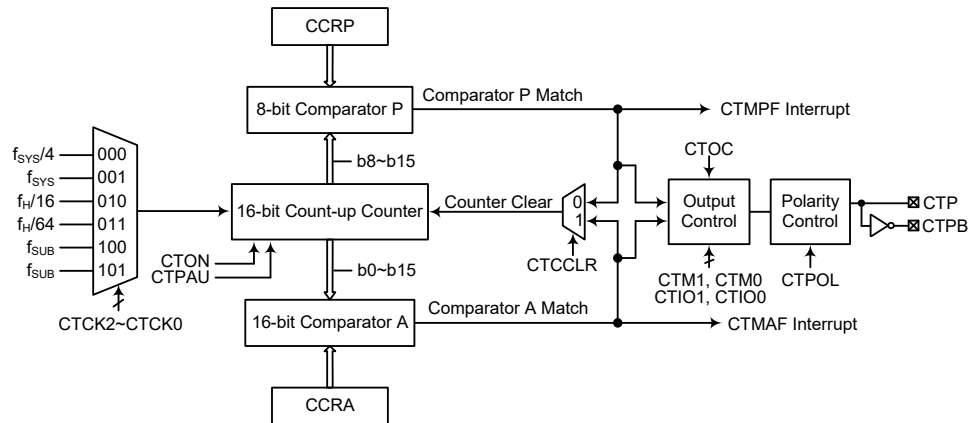 CCRP
8-bit Comparator P
Comparator P Match
CTMPF Interrupt
b8~b15
CTOC
fSYS/4 000
fSYS 001
fH/16 010
fH/64 011
fSUB 100
fSUB 101
16-bit Count-up Counter
Counter Clear
0
1
Output
Control
Polarity
Control
CTP
CTPB
CTON
CTPAU
b0~b15
CTCCLR
CTM1, CTM0
CTIO1, CTIO0
CTPOL
CTCK2~CTCK0
16-bit Comparator A
Comparator A Match
CTMAF Interrupt
CCRA